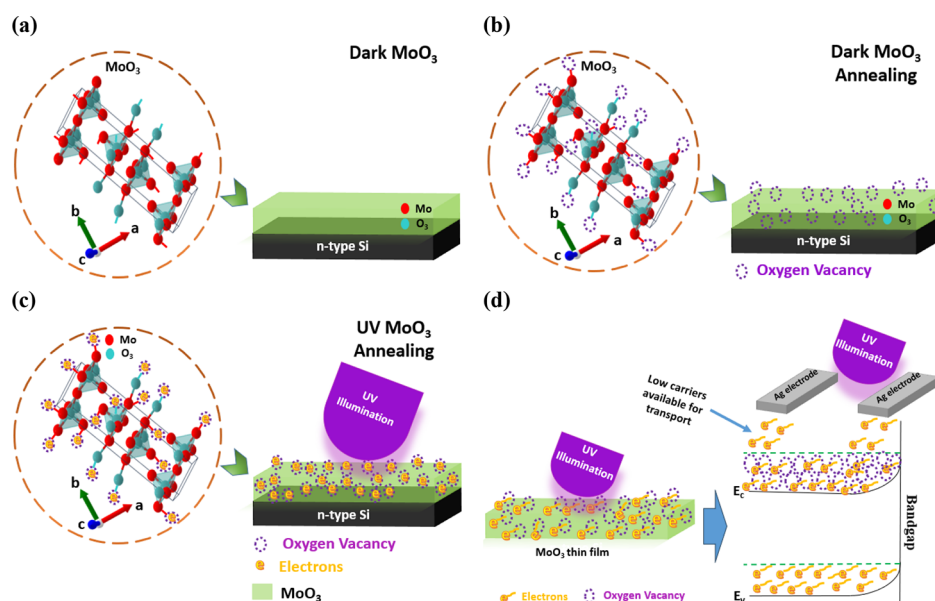 (a)
MoO₃
Dark MoO₃
b
a
c
Mo
O₃
n-type Si
(b)
MoO₃
Dark MoO₃
Annealing
b
a
c
Mo
O₃
n-type Si
Oxygen Vacancy
(c)
Mo
O₃
UV MoO₃
Annealing
UV
Illumination
b
a
c
n-type Si
Oxygen Vacancy
Electrons
MoO₃
(d)
UV
Illumination
Ag electrode
Ag electrode
Low carriers
available for
transport
UV
Illumination
MoO₃ thin film
E_C
Bandgap
E_V
Electrons
Oxygen Vacancy